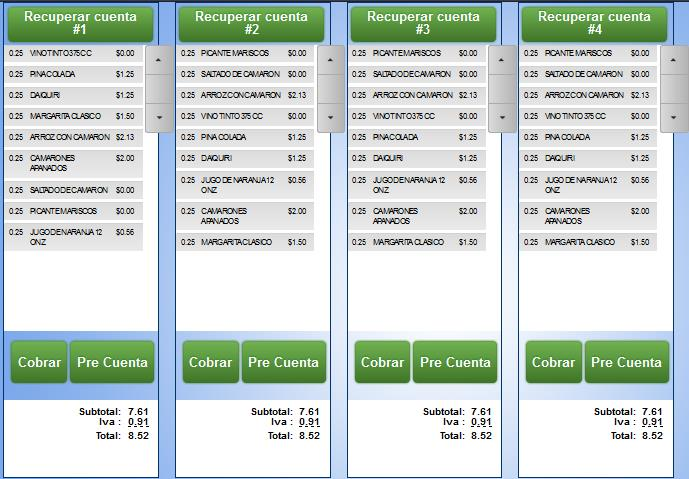 Recuperar cuenta
#1
0.25 VINO TINTO 375 CC $0.00
0.25 PINA COLADA $1.25
0.25 DAIQUIRI $1.25
0.25 MARGARITA CLASICO $1.50
0.25 ARROZ CON CAMARON $2.13
0.25 CAMARONES $2.00
APANADOS
0.25 SALTADO DE CAMARON $0.00
0.25 PICANTE MARISCOS $0.00
0.25 JUGO DE NARANJA 12 $0.56
ONZ
Cobrar Pre Cuenta
Subtotal: 7.61
Iva : 0.91
Total: 8.52
Recuperar cuenta
#2
0.25 PICANTE MARISCOS $0.00
0.25 SALTADO DE CAMARON $0.00
0.25 ARROZ CON CAMARON $2.13
0.25 VINO TINTO 375 CC $0.00
0.25 PINA COLADA $1.25
0.25 DAIQUIRI $1.25
0.25 JUGO DE NARANJA 12 $0.56
ONZ
0.25 CAMARONES $2.00
APANADOS
0.25 MARGARITA CLASICO $1.50
Cobrar Pre Cuenta
Subtotal: 7.61
Iva : 0.91
Total: 8.52
Recuperar cuenta
#3
0.25 PICANTE MARISCOS $0.00
0.25 SALTADO DE CAMARON $0.00
0.25 ARROZ CON CAMARON $2.13
0.25 VINO TINTO 375 CC $0.00
0.25 PINA COLADA $1.25
0.25 DAIQUIRI $1.25
0.25 JUGO DE NARANJA 12 $0.56
ONZ
0.25 CAMARONES $2.00
APANADOS
0.25 MARGARITA CLASICO $1.50
Cobrar Pre Cuenta
Subtotal: 7.61
Iva : 0.91
Total: 8.52
Recuperar cuenta
#4
0.25 PICANTE MARISCOS $0.00
0.25 SALTADO DE CAMARON $0.00
0.25 ARROZ CON CAMARON $2.13
0.25 VINO TINTO 375 CC $0.00
0.25 PINA COLADA $1.25
0.25 DAIQUIRI $1.25
0.25 JUGO DE NARANJA 12 $0.56
ONZ
0.25 CAMARONES $2.00
APANADOS
0.25 MARGARITA CLASICO $1.50
Cobrar Pre Cuenta
Subtotal: 7.61
Iva : 0.91
Total: 8.52